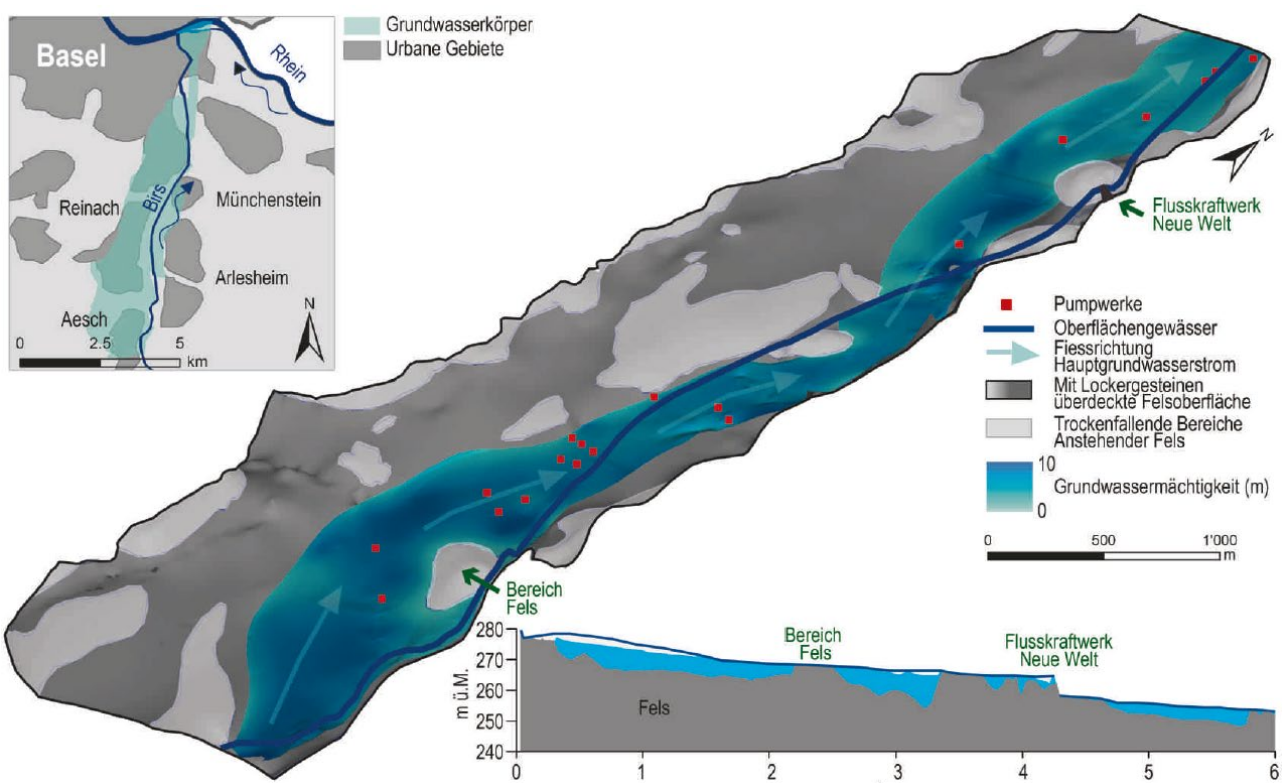 Basel
Rhein
Birs
Reinach
Münchenstein
Arlesheim
Aesch
N
0 2.5 5
km
Grundwasserkörper
Urbane Gebiete
N
Flusskraftwerk
Neue Welt
Bereich
Fels
Pumpwerke
Oberflächengewässer
Fiessrichtung
Hauptgrundwasserstrom
Mit Lockergesteinen
überdeckte Felsoberfläche
Trockenfallende Bereiche
Anstehender Fels
10
Grundwassermächtigkeit (m)
0
0 500 1'000
m
280
270
260
250
240
m ü.M.
Bereich
Fels
Flusskraftwerk
Neue Welt
Fels
0 1 2 3 4 5 6